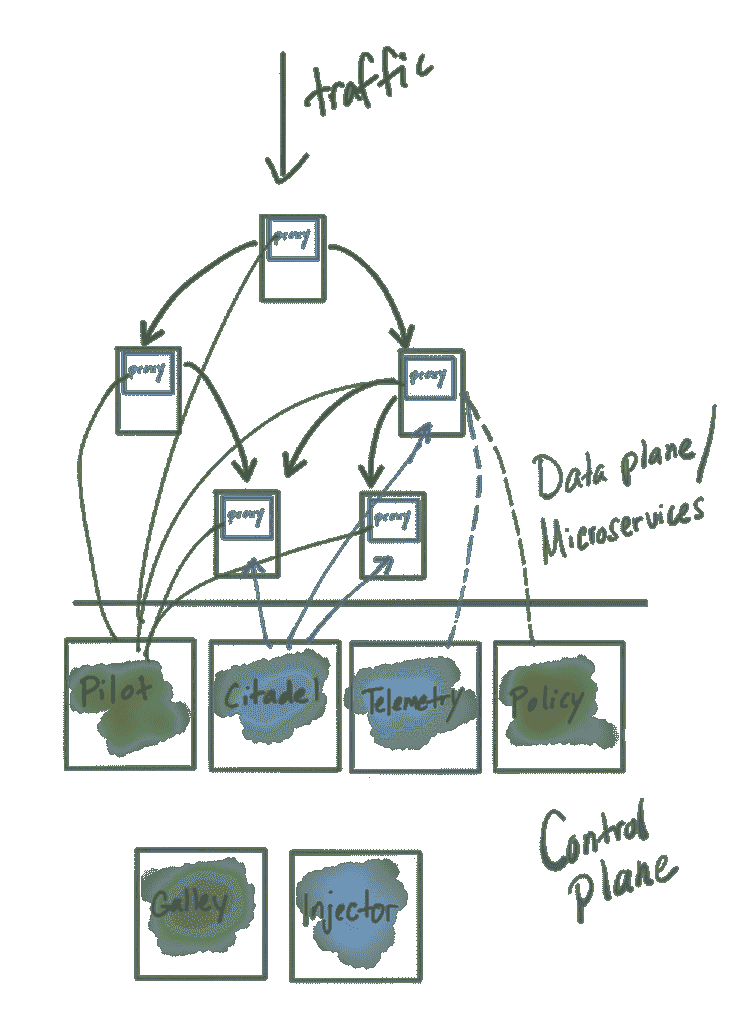 traffic
proxy
proxy
proxy
proxy
proxy
Data plane/
Microservices
Pilot
Citadel
Telemetry
Policy
Control
Plane
Galley
Injector